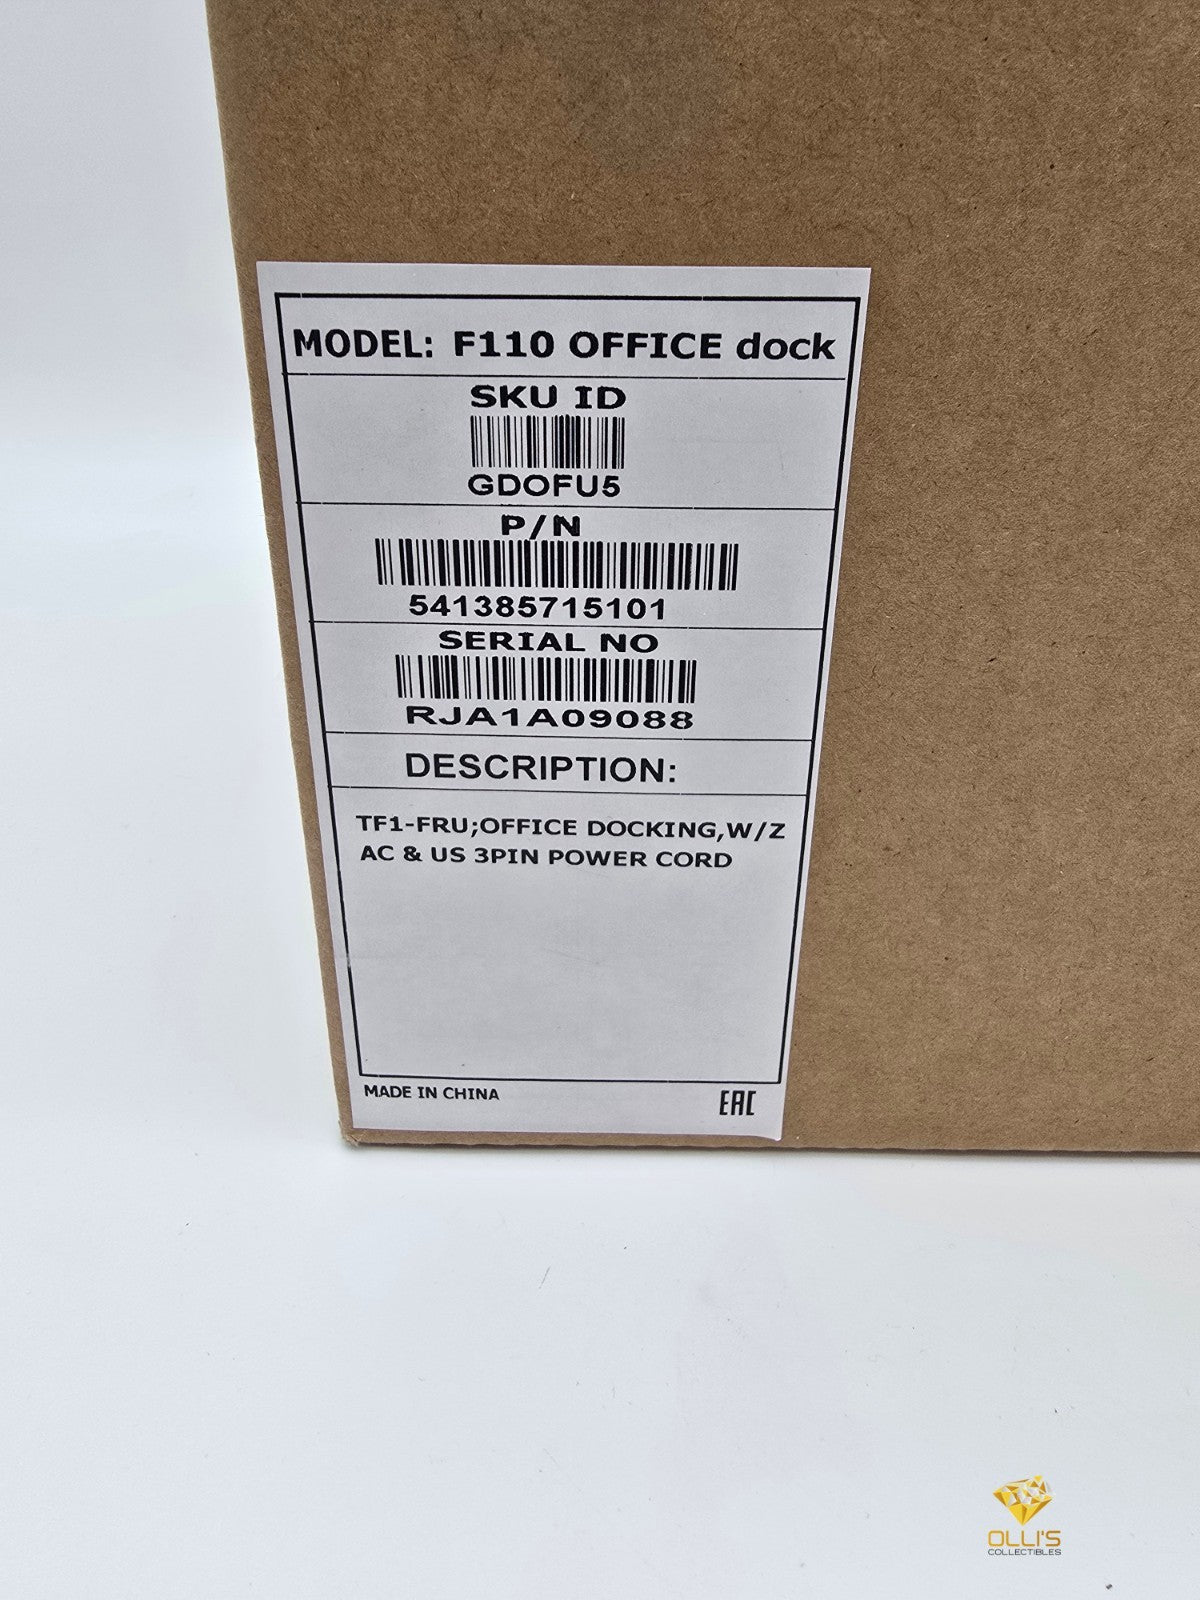 MODEL: F110 OFFICE dock
SKU ID
GDOFU5
P/N
541385715101
SERIAL NO
RJA1A09088
DESCRIPTION:
TF1-FRU;OFFICE DOCKING,W/Z
AC & US 3PIN POWER CORD
MADE IN CHINA
EAC
OLLI'S
COLLECTIBLES